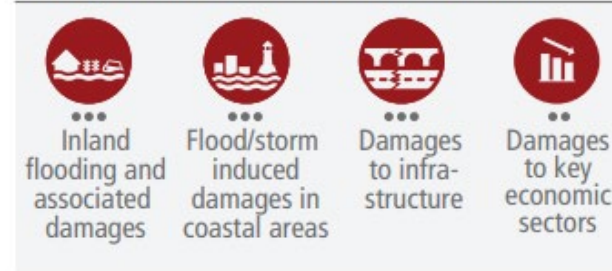 Inland
flooding and
associated
damages
Flood/storm
induced
damages in
coastal areas
Damages
to infra-
structure
Damages
to key
economic
sectors